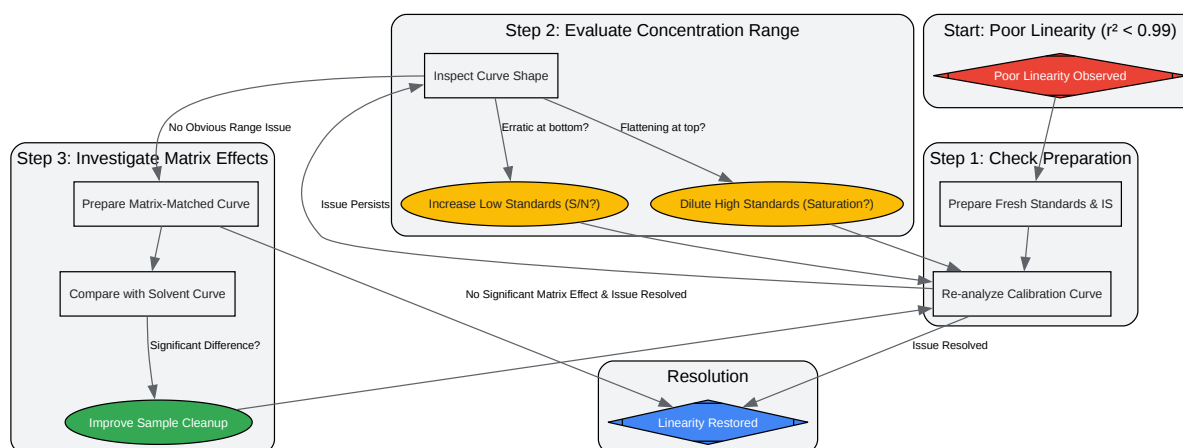 Start: Poor Linearity (r² < 0.99)
Poor Linearity Observed
Step 1: Check Preparation
Prepare Fresh Standards & IS
Re-analyze Calibration Curve
Issue Resolved
Issue Persists
Step 2: Evaluate Concentration Range
Inspect Curve Shape
Erratic at bottom?
Flattening at top?
Increase Low Standards (S/N?)
Dilute High Standards (Saturation?)
No Obvious Range Issue
Step 3: Investigate Matrix Effects
Prepare Matrix-Matched Curve
Compare with Solvent Curve
No Significant Matrix Effect & Issue Resolved
Significant Difference?
Improve Sample Cleanup
Resolution
Linearity Restored